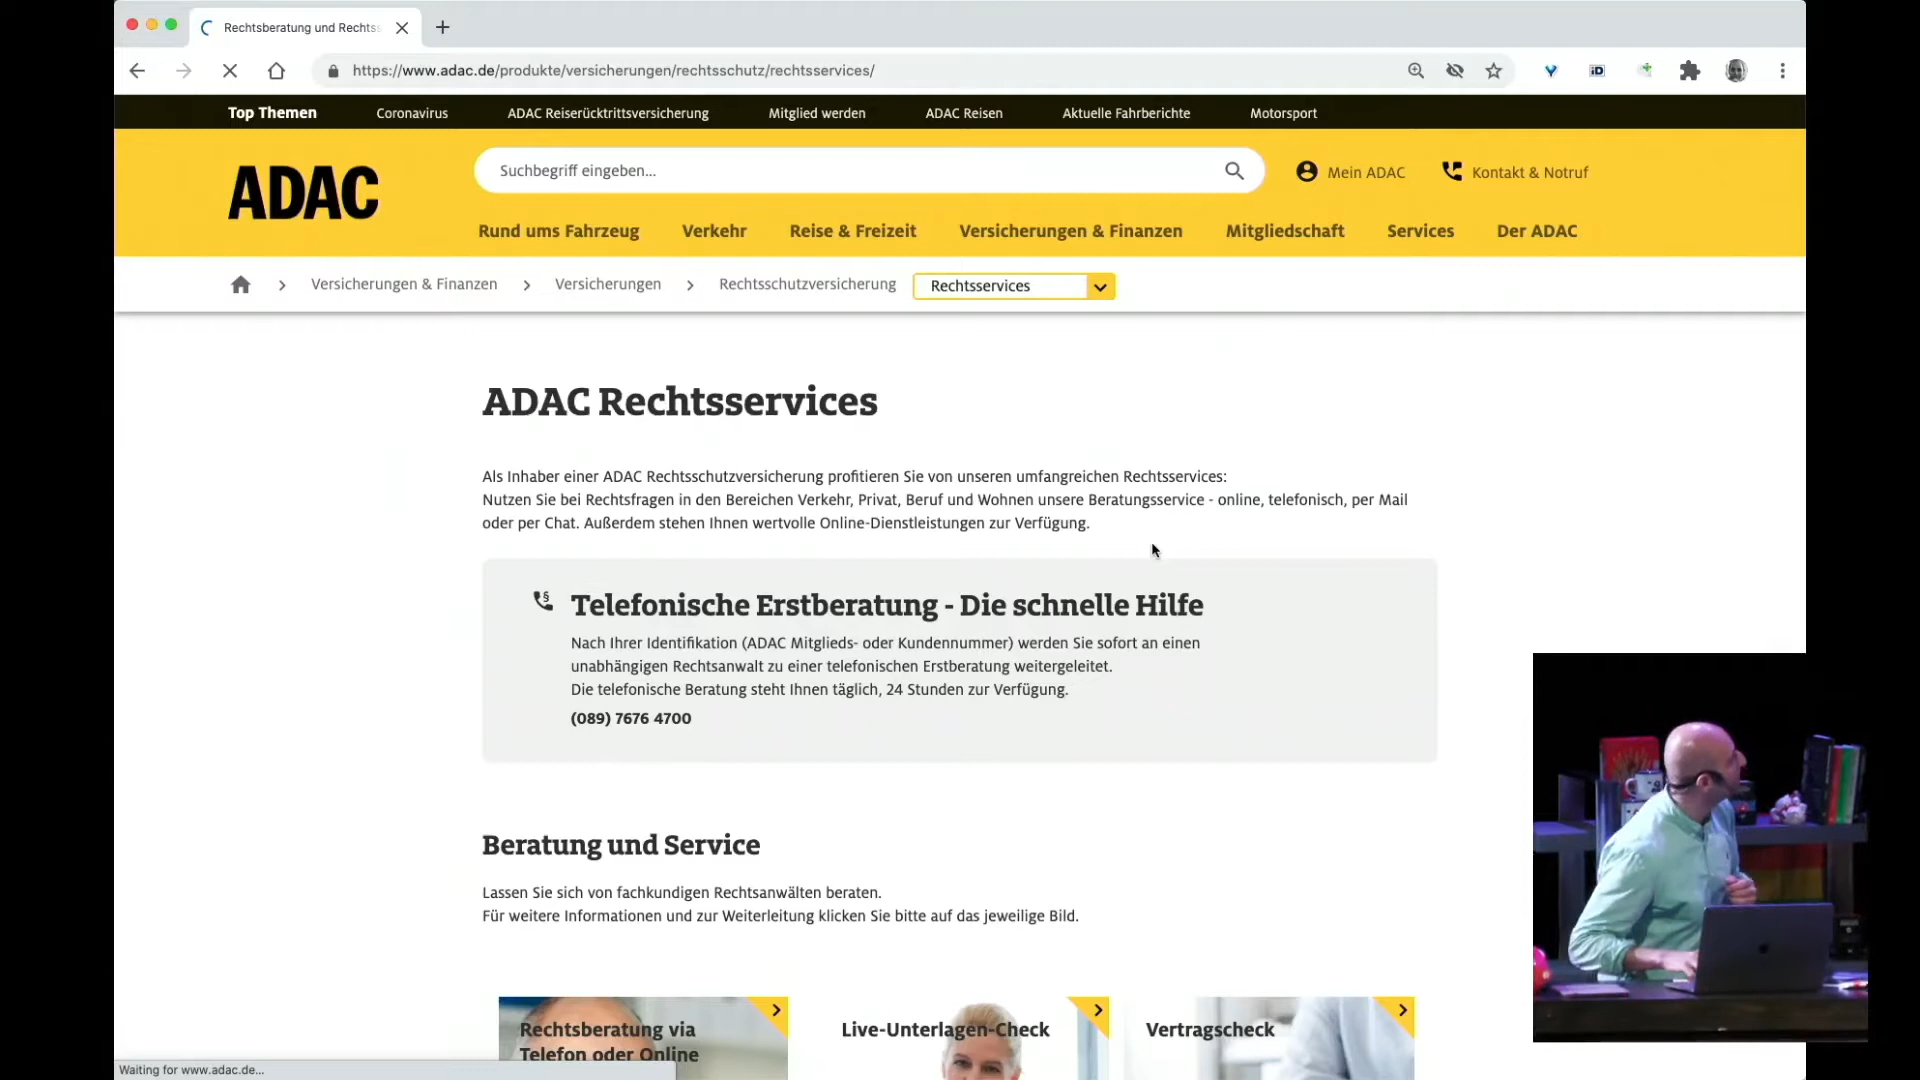 Rechtsberatung und Rechts
https://www.adac.de/produkte/versicherungen/rechtsschutz/rechtsservices/
Top Themen Coronavirus ADAC Reiserücktrittsversicherung Mitglied werden ADAC Reisen Aktuelle Fahrberichte Motorsport
ADAC
Suchbegriff eingeben...
Mein ADAC
Kontakt & Notruf
Rund ums Fahrzeug Verkehr Reise & Freizeit Versicherungen & Finanzen Mitgliedschaft Services Der ADAC
Versicherungen & Finanzen > Versicherungen > Rechtsschutzversicherung Rechtsservices
ADAC Rechtsservices
Als Inhaber einer ADAC Rechtsschutzversicherung profitieren Sie von unseren umfangreichen Rechtsservices:
Nutzen Sie bei Rechtsfragen in den Bereichen Verkehr, Privat, Beruf und Wohnen unsere Beratungsservice - online, telefonisch, per Mail
oder per Chat. Außerdem stehen Ihnen wertvolle Online-Dienstleistungen zur Verfügung.
Telefonische Erstberatung - Die schnelle Hilfe
Nach Ihrer Identifikation (ADAC Mitglieds- oder Kundennummer) werden Sie sofort an einen
unabhängigen Rechtsanwalt zu einer telefonischen Erstberatung weitergeleitet.
Die telefonische Beratung steht Ihnen täglich, 24 Stunden zur Verfügung.
(089) 7676 4700
Beratung und Service
Lassen Sie sich von fachkundigen Rechtsanwälten beraten.
Für weitere Informationen und zur Weiterleitung klicken Sie bitte auf das jeweilige Bild.
Rechtsberatung via
Telefon oder Online
Live-Unterlagen-Check
Vertragscheck
Waiting for www.adac.de...